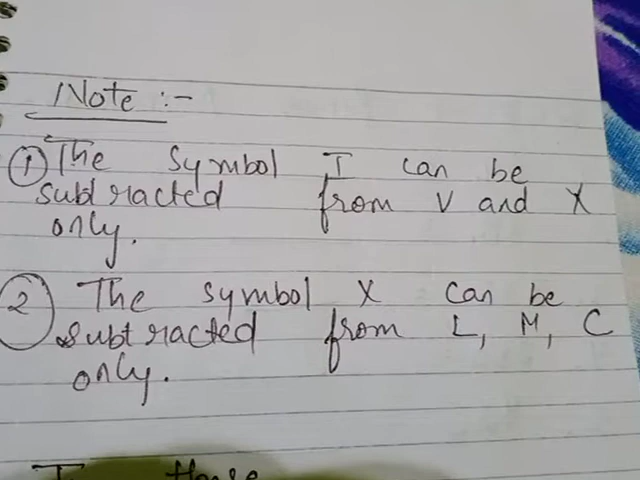 Note :-
① The symbol I can be
subtracted from V and X
only.
② The symbol X can be
subtracted from L, M, C
only.